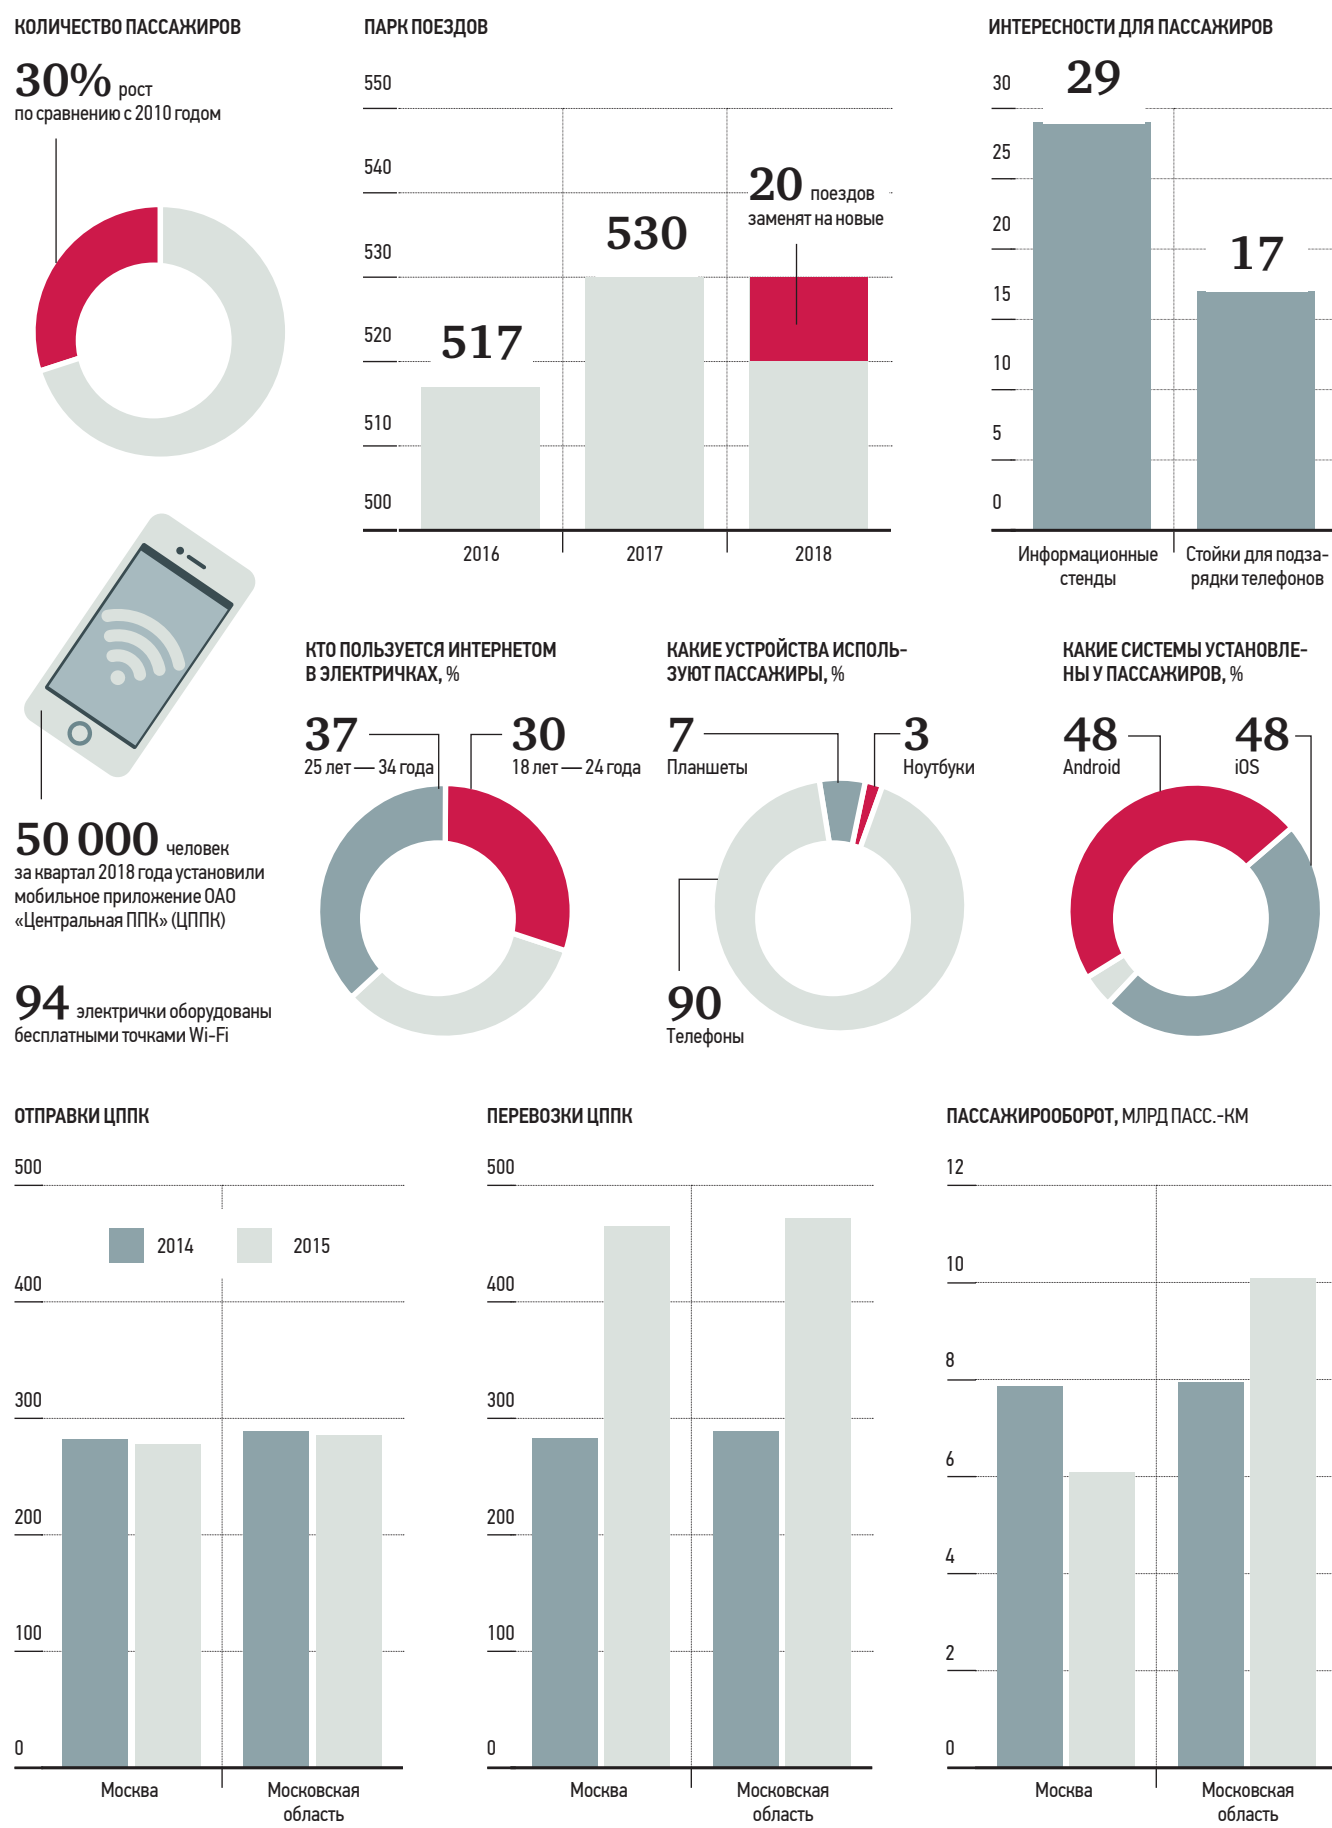 КОЛИЧЕСТВО ПАССАЖИРОВ
30% рост
по сравнению с 2010 годом
ПАРК ПОЕЗДОВ
550
540
530
520
510
500
517
530
20 поездов
заменят на новые
2016
2017
2018
ИНТЕРЕСНОСТИ ДЛЯ ПАССАЖИРОВ
30
25
20
15
10
5
0
29
17
Информационные
стенды
Стойки для подза-
рядки телефонов
50 000 человек
за квартал 2018 года установили
мобильное приложение ОАО
«Центральная ППК» (ЦППК)
94 электрички оборудованы
бесплатными точками Wi-Fi
КТО ПОЛЬЗУЕТСЯ ИНТЕРНЕТОМ
В ЭЛЕКТРИЧКАХ, %
37
25 лет — 34 года
30
18 лет — 24 года
КАКИЕ УСТРОЙСТВА ИСПОЛЬ-
ЗУЮТ ПАССАЖИРЫ, %
7
Планшеты
3
Ноутбуки
90
Телефоны
КАКИЕ СИСТЕМЫ УСТАНОВЛЕ-
НЫ У ПАССАЖИРОВ, %
48
Android
48
iOS
ОТПРАВКИ ЦППК
500
400
300
200
100
0
2014
2015
Москва
Московская
область
ПЕРЕВОЗКИ ЦППК
500
400
300
200
100
0
Москва
Московская
область
ПАССАЖИРООБОРОТ, МЛРД ПАСС.-КМ
12
10
8
6
4
2
0
Москва
Московская
область